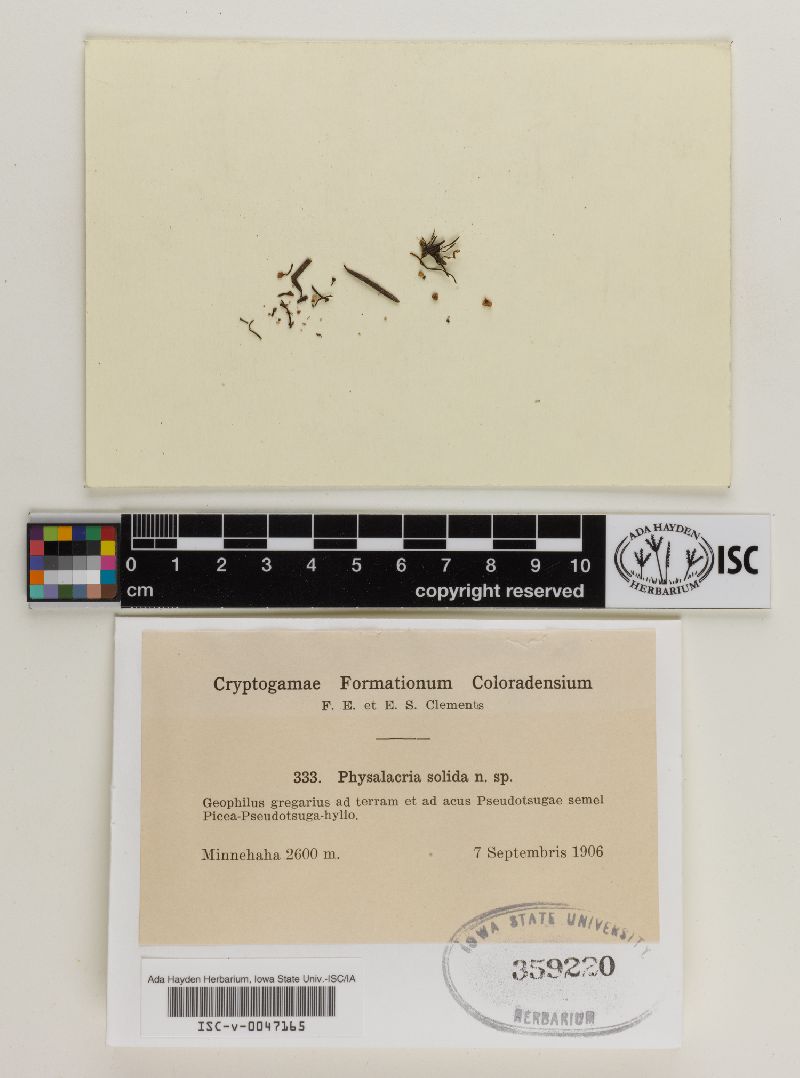 0 1 2 3 4 5 6 7 8 9 10
cm
copyright reserved
ADA HAYDEN
HERBARIUM
ISC
Cryptogamae Formationum Coloradensium
F. E. et E. S. Clements
333. Physalacria solida n. sp.
Geophilus gregarius ad terram et ad acus Pseudotsugae semel
Picea-Pseudotsuga-hyllo.
Minnehaha 2600 m. 7 Septembris 1906
IOWA STATE UNIVERSITY
359220
HERBARIUM
Ada Hayden Herbarium, Iowa State Univ.-ISC/IA
ISC-v-0047165